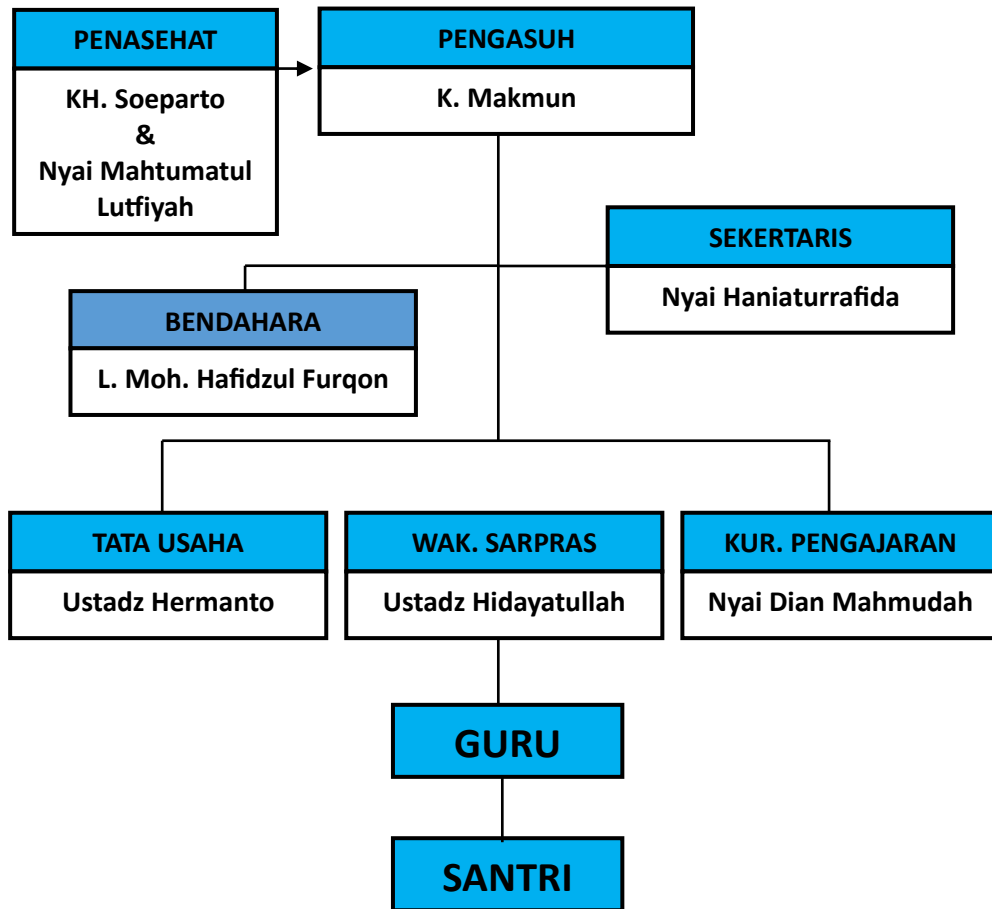 PENASEHAT
KH. Soeparto
&
Nyai Mahtumatul
Lutfiyah
PENGASUH
K. Makmun
SEKERTARIS
Nyai Haniaturrafida
BENDAHARA
L. Moh. Hafidzul Furqon
TATA USAHA
Ustadz Hermanto
WAK. SARPRAS
Ustadz Hidayatullah
KUR. PENGAJARAN
Nyai Dian Mahmudah
GURU
SANTRI